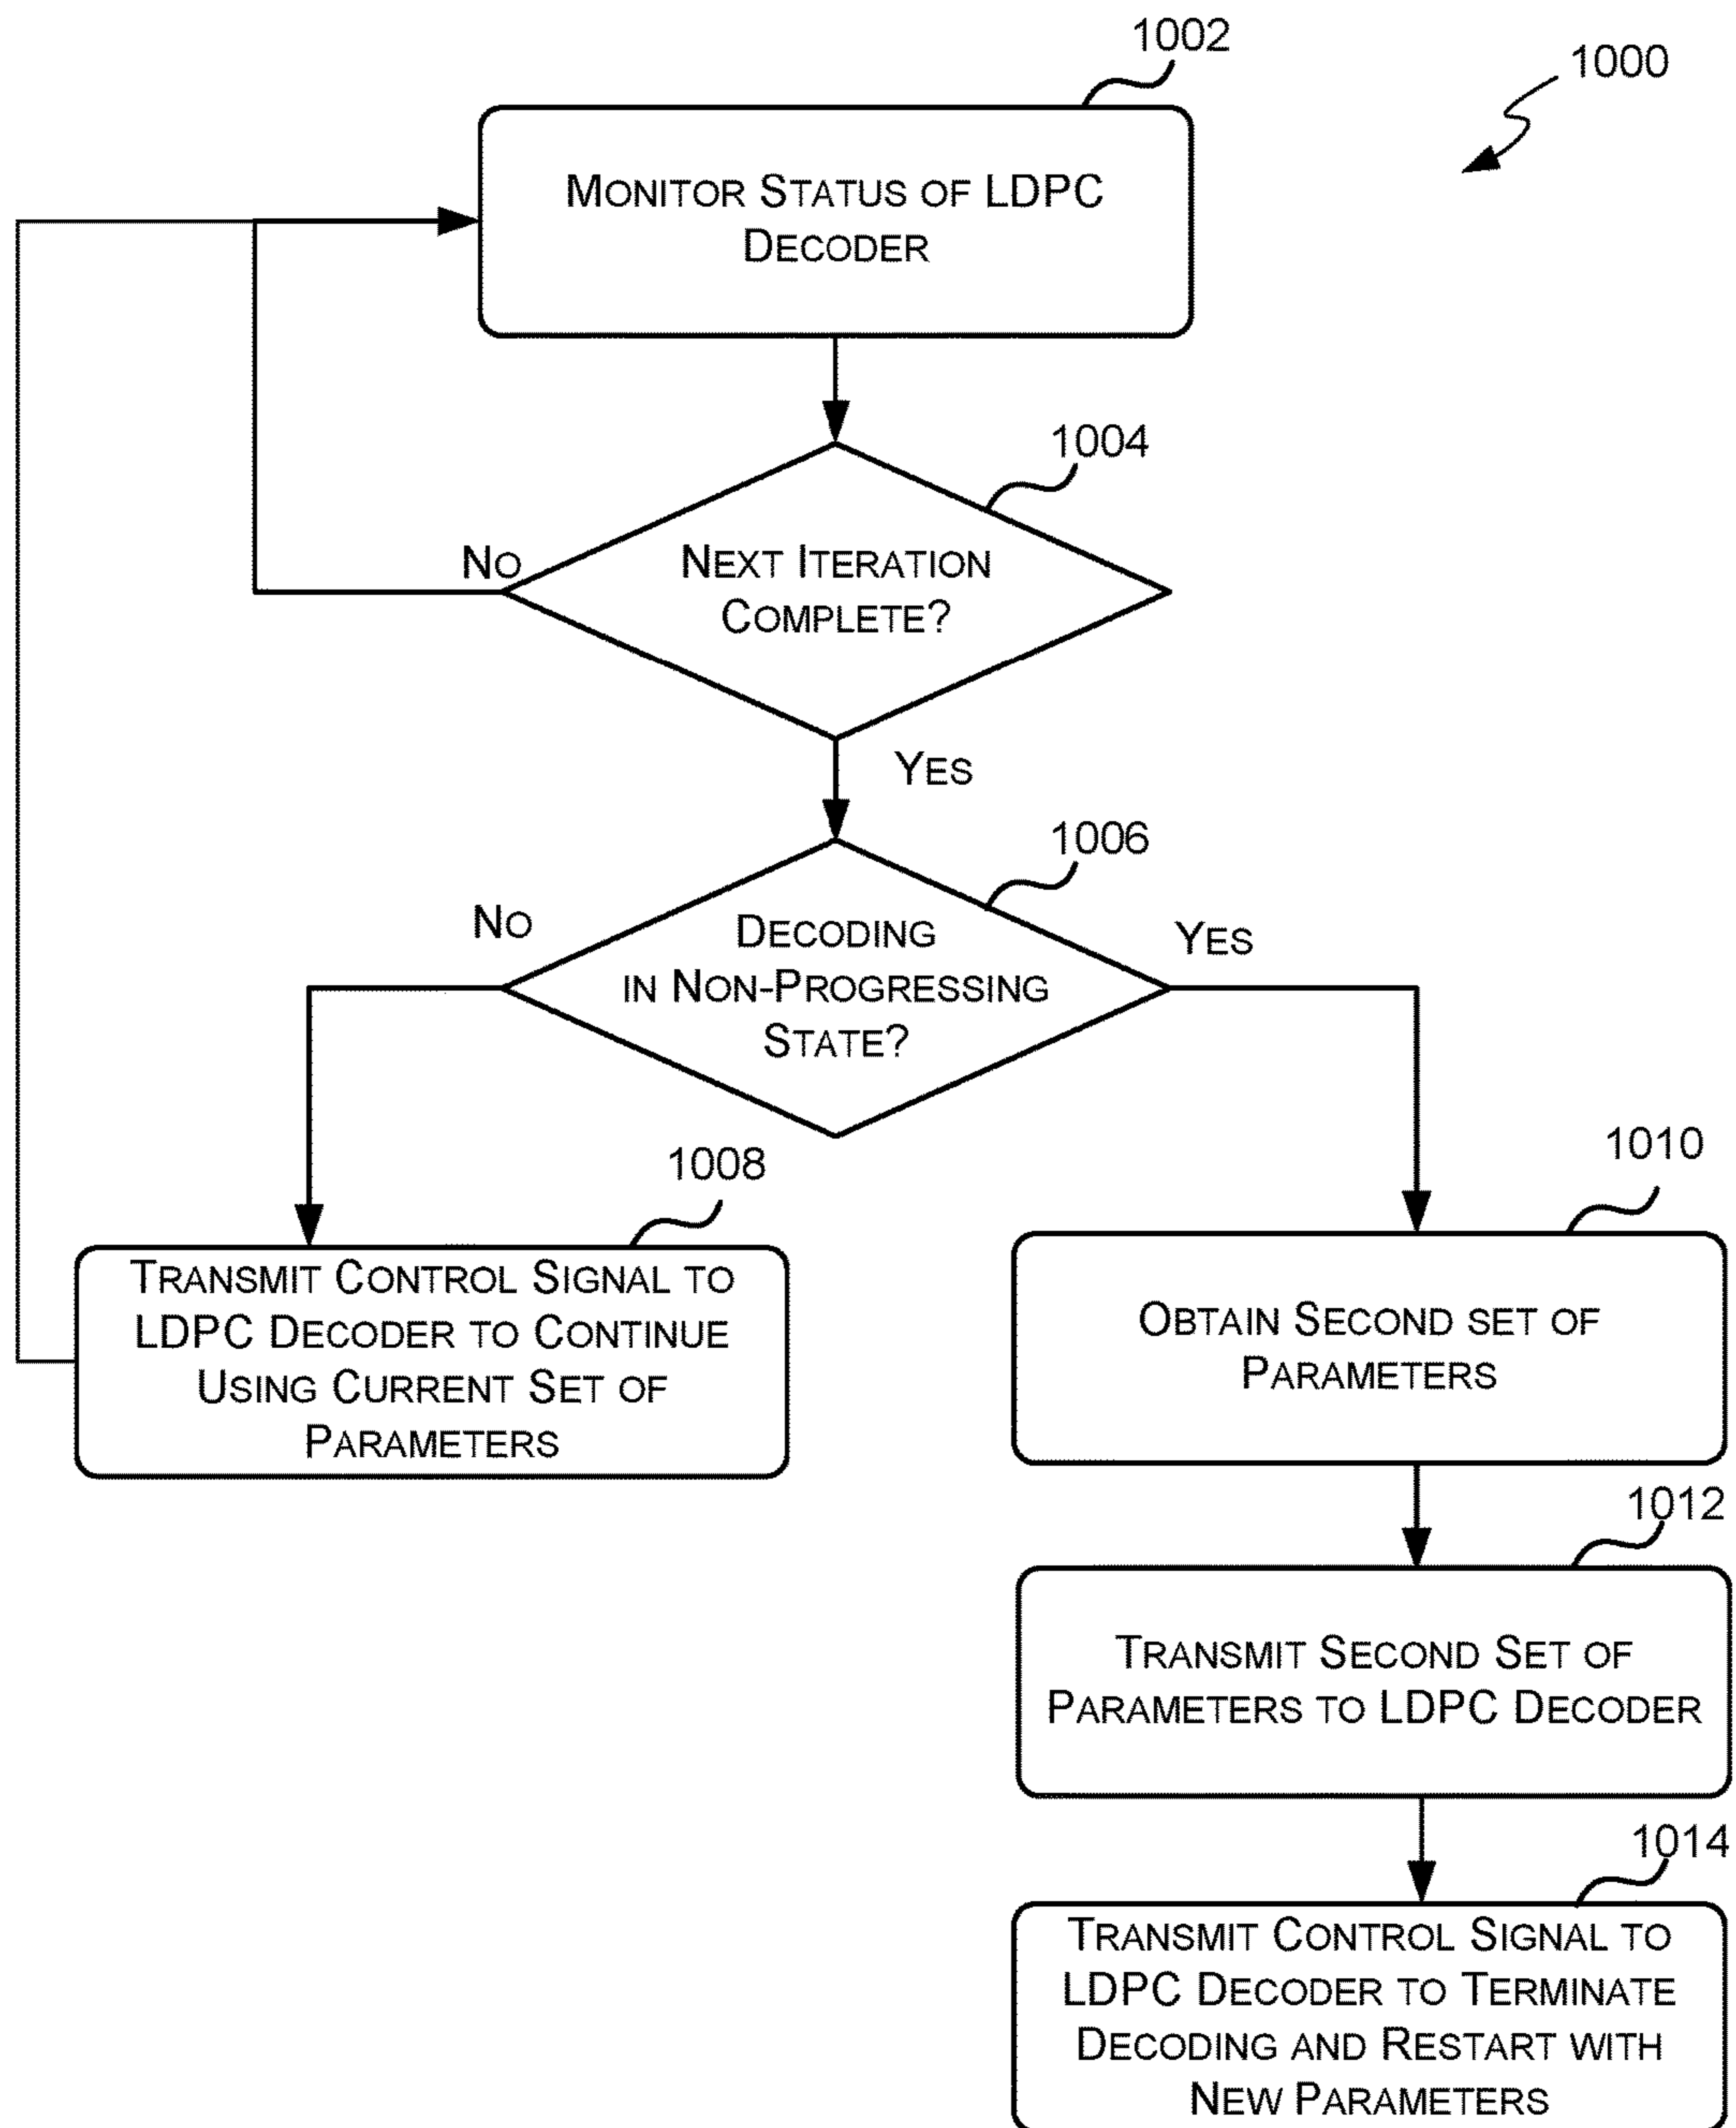 1002
1000
MONITOR STATUS OF LDPC
DECODER
1004
NO
NEXT ITERATION
COMPLETE?
YES
1006
NO
DECODING
IN NON-PROGRESSING
STATE?
YES
1008
1010
TRANSMIT CONTROL SIGNAL TO
LDPC DECODER TO CONTINUE
USING CURRENT SET OF
PARAMETERS
OBTAIN SECOND SET OF
PARAMETERS
1012
TRANSMIT SECOND SET OF
PARAMETERS TO LDPC DECODER
1014
TRANSMIT CONTROL SIGNAL TO
LDPC DECODER TO TERMINATE
DECODING AND RESTART WITH
NEW PARAMETERS